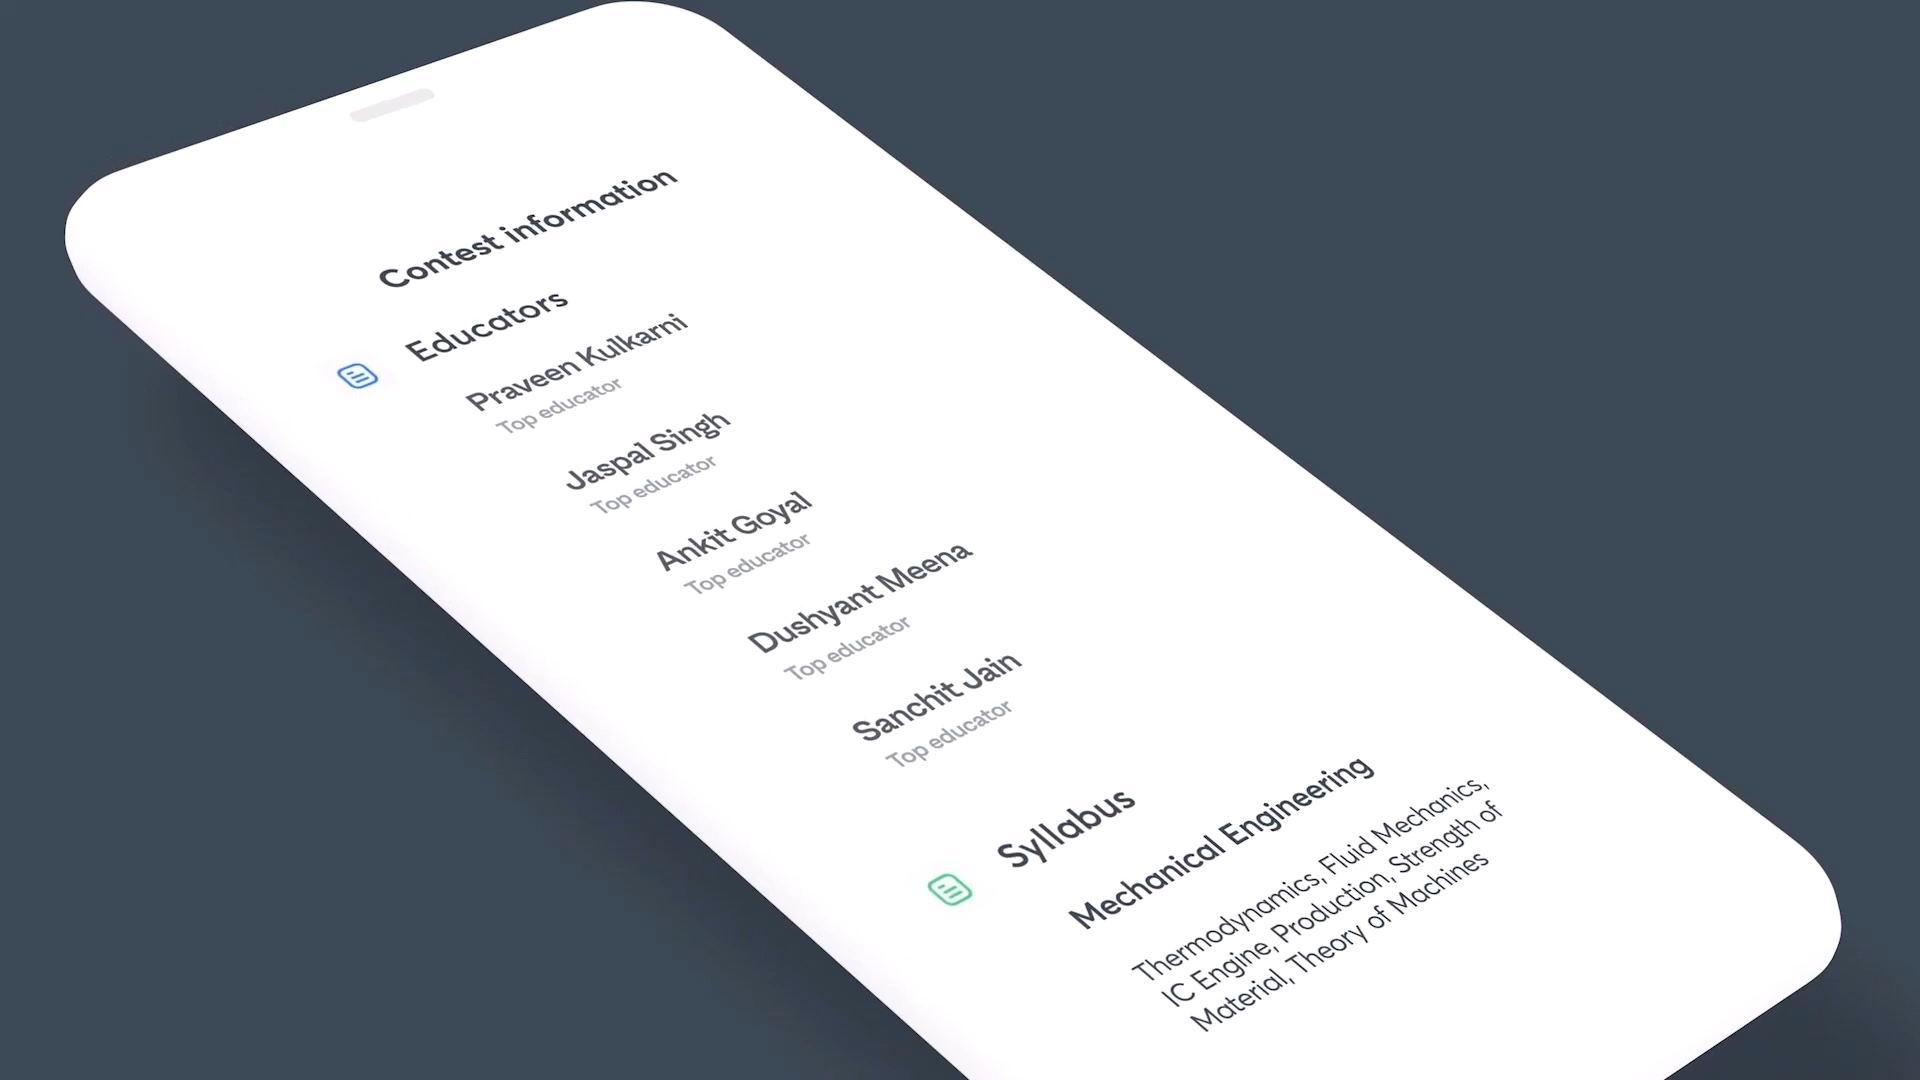 Contest information
Educators
Praveen Kulkarni
Top educator
Jaspal Singh
Top educator
Ankit Goyal
Top educator
Dushyant Meena
Top educator
Sanchit Jain
Top educator
Syllabus
Mechanical Engineering
Thermodynamics, Fluid Mechanics,
IC Engine, Production, Strength of
Material, Theory of Machines